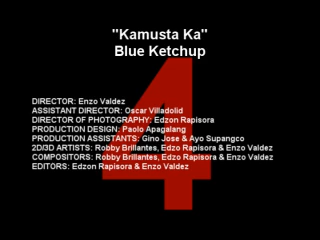 "Kamusta Ka"
Blue Ketchup
4
DIRECTOR: Enzo Valdez
ASSISTANT DIRECTOR: Oscar Villadolid
DIRECTOR OF PHOTOGRAPHY: Edzon Rapisora
PRODUCTION DESIGN: Paolo Apagalang
PRODUCTION ASSISTANTS: Gino Jose & Ayo Supangco
2D/3D ARTISTS: Robby Brillantes, Edzo Rapisora & Enzo Valdez
COMPOSITORS: Robby Brillantes, Edzo Rapisora & Enzo Valdez
EDITORS: Edzon Rapisora & Enzo Valdez